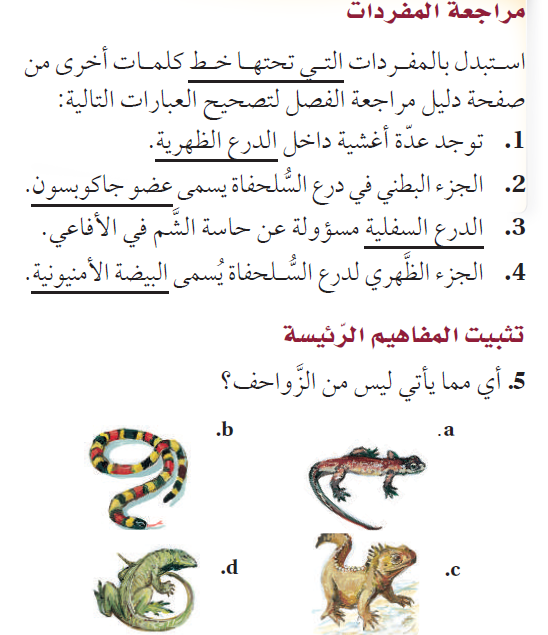 مراجعة المفردات
استبدل بالمفردات التي تحتها خط كلمات أخرى من
صفحة دليل مراجعة الفصل لتصحيح العبارات التالية:
1. توجد عدّة أغشية داخل الدرع الظهرية.
2. الجزء البطني في درع السُّلحفاة يسمى عضو جاكوبسون.
3. الدرع السفلية مسؤولة عن حاسة الشَّم في الأفاعي.
4. الجزء الظَّهري لدرع السُّلحفاة يُسمى البيضة الأمنيونية.
تثبيت المفاهيم الرّئيسة
5. أي مما يأتي ليس من الزَّواحف؟
.a .b
.c .d